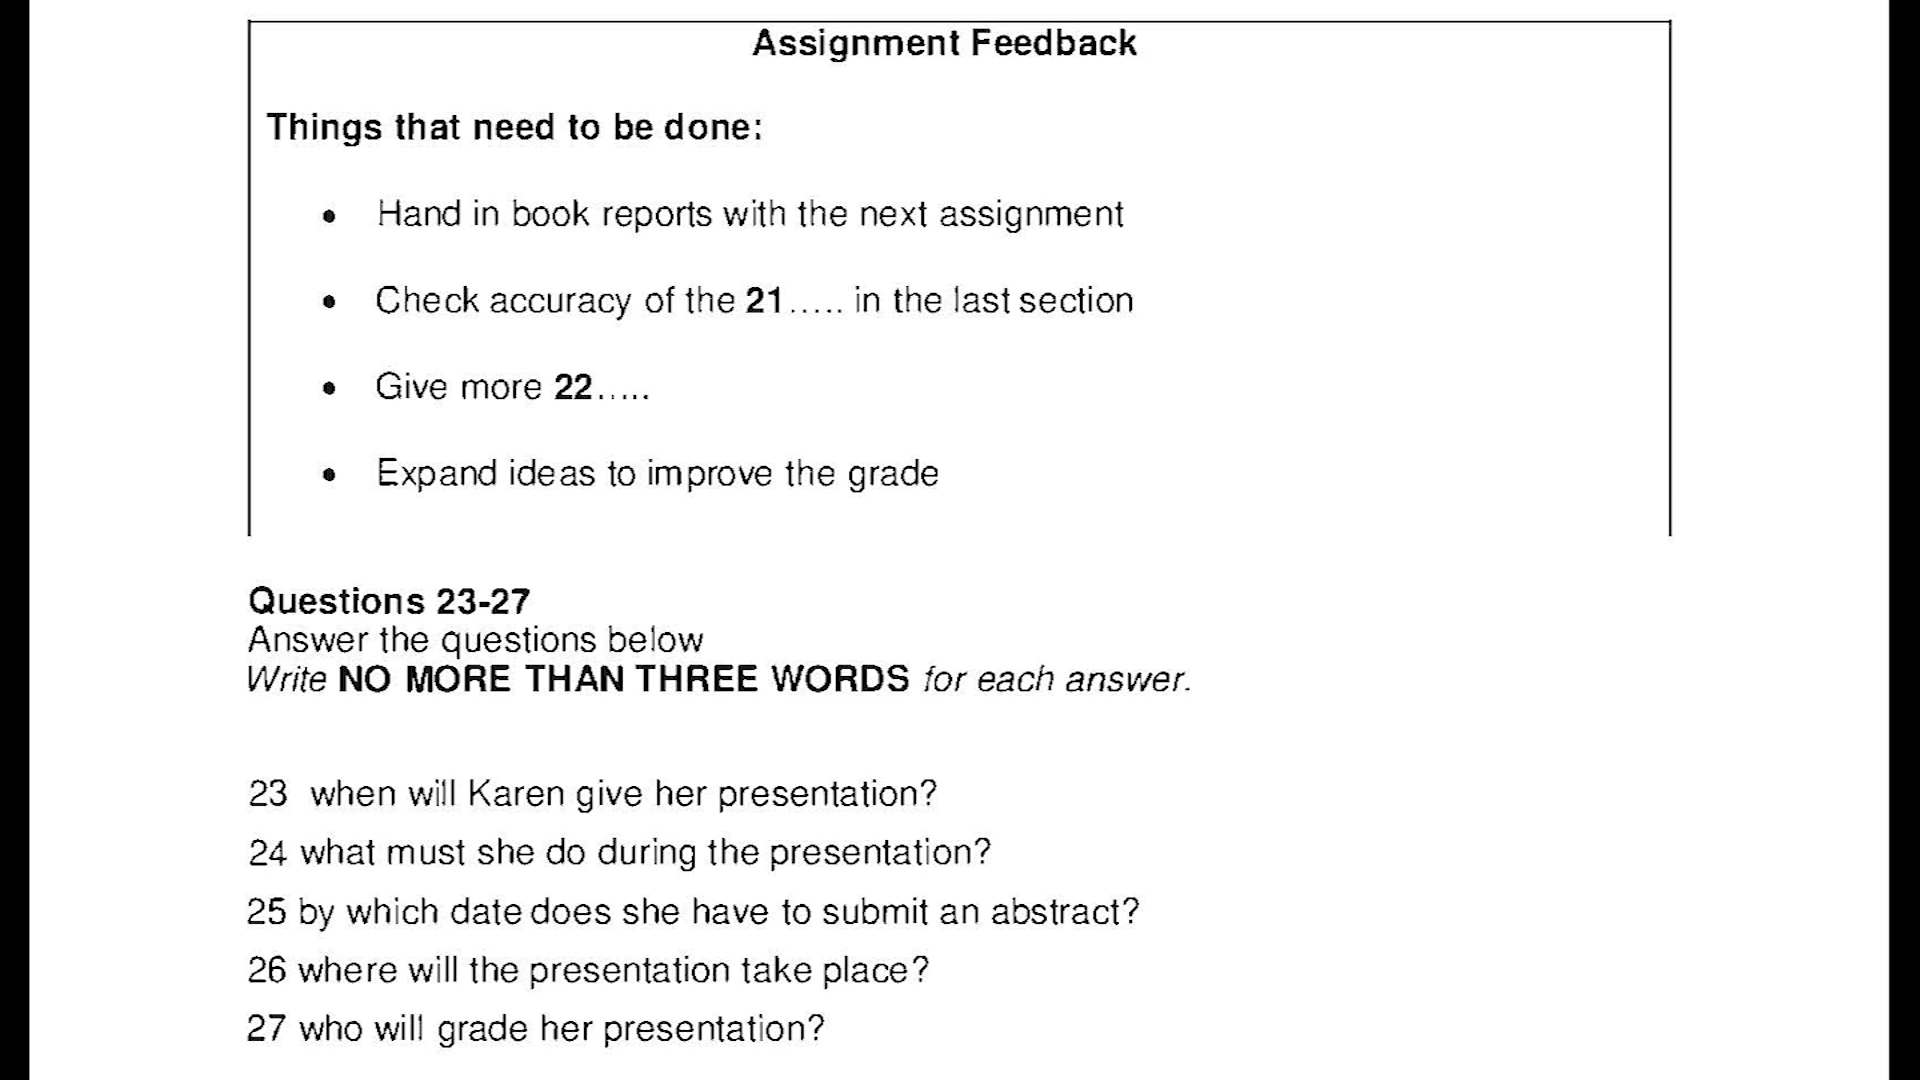 Assignment Feedback
Things that need to be done:
• Hand in book reports with the next assignment
• Check accuracy of the 21..... in the last section
• Give more 22.....
• Expand ideas to improve the grade
Questions 23-27
Answer the questions below
Write NO MORE THAN THREE WORDS for each answer.
23 when will Karen give her presentation?
24 what must she do during the presentation?
25 by which date does she have to submit an abstract?
26 where will the presentation take place?
27 who will grade her presentation?